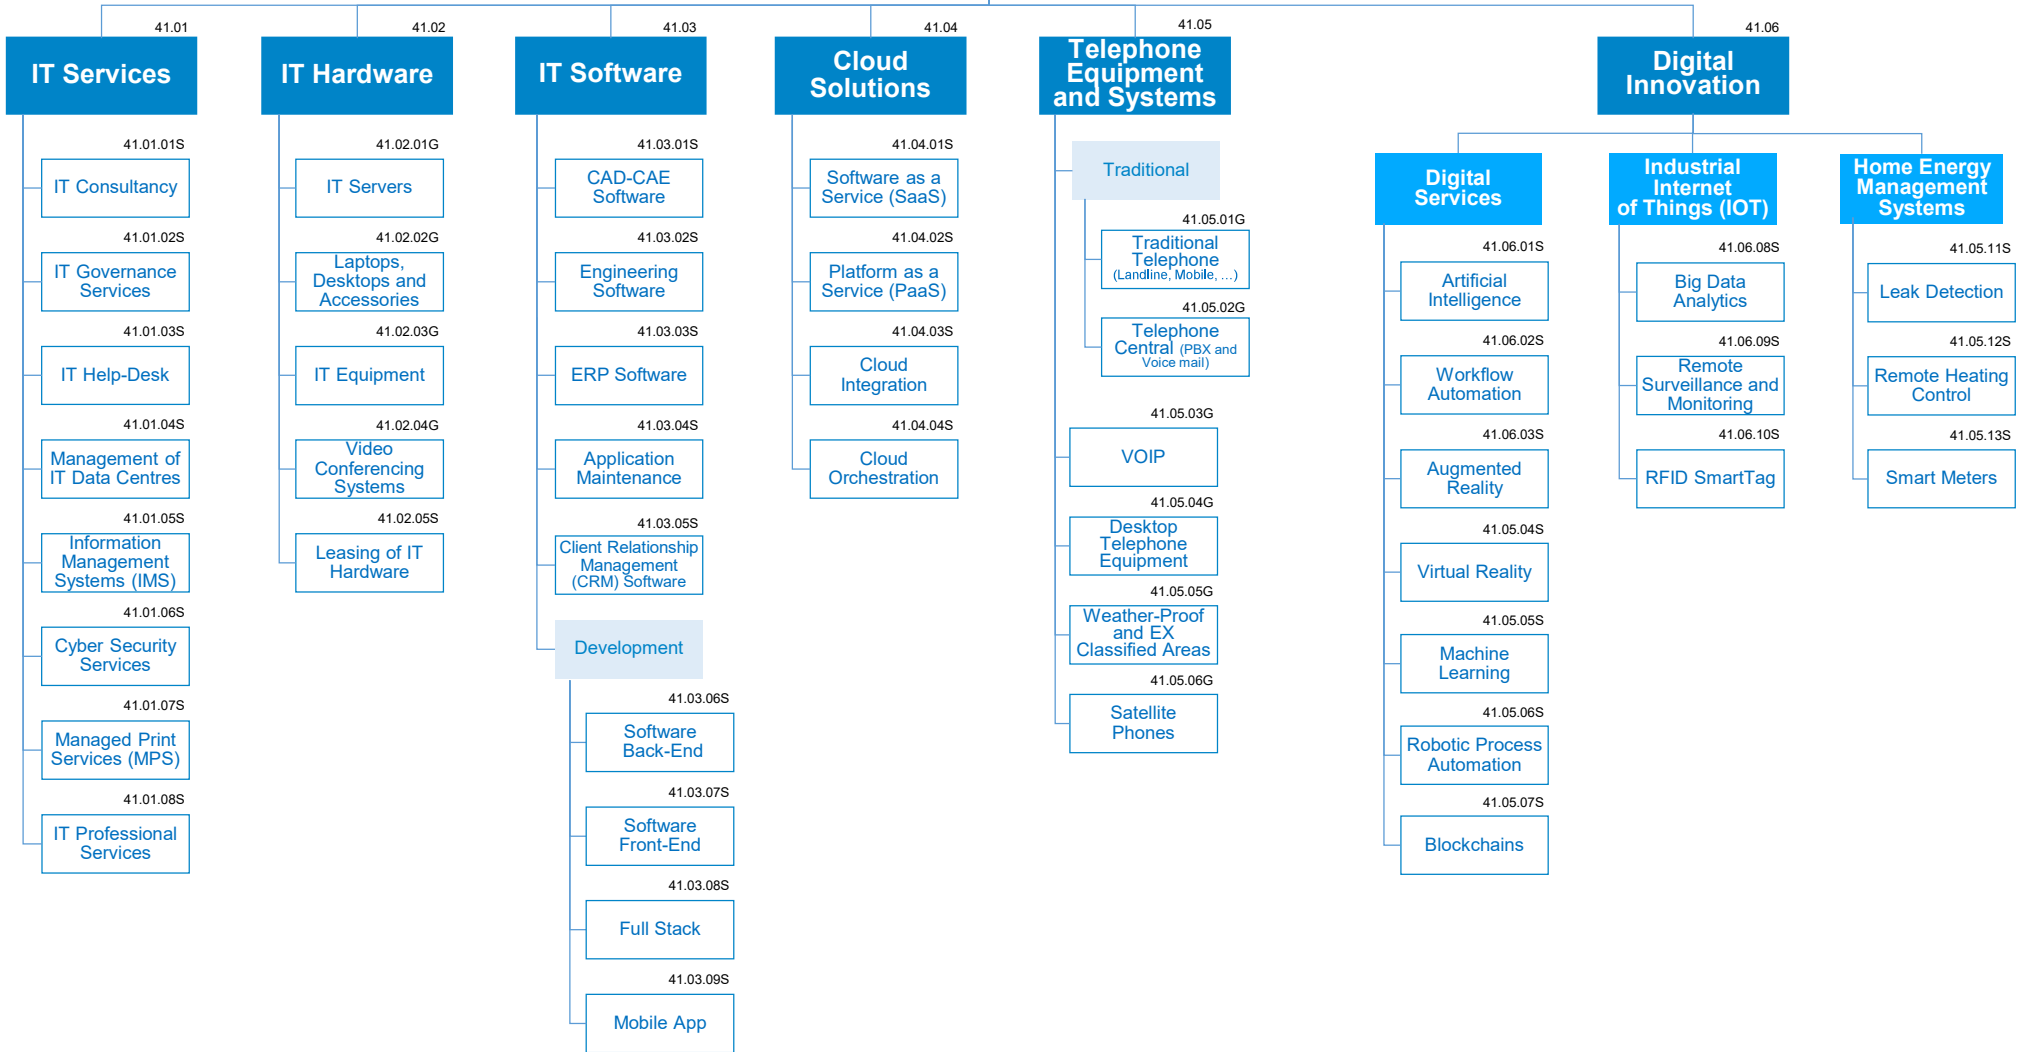 41.01
IT Services
41.01.01S
IT Consultancy
41.01.02S
IT Governance
Services
41.01.03S
IT Help-Desk
41.01.04S
Management of
IT Data Centres
41.01.05S
Information
Management
Systems (IMS)
41.01.06S
Cyber Security
Services
41.01.07S
Managed Print
Services (MPS)
41.01.08S
IT Professional
Services
41.02
IT Hardware
41.02.01G
IT Servers
41.02.02G
Laptops,
Desktops and
Accessories
41.02.03G
IT Equipment
41.02.04G
Video
Conferencing
Systems
41.02.05S
Leasing of IT
Hardware
41.03
IT Software
41.03.01S
CAD-CAE
Software
41.03.02S
Engineering
Software
41.03.03S
ERP Software
41.03.04S
Application
Maintenance
41.03.05S
Client Relationship
Management
(CRM) Software
Development
41.03.06S
Software
Back-End
41.03.07S
Software
Front-End
41.03.08S
Full Stack
41.03.09S
Mobile App
41.04
Cloud
Solutions
41.04.01S
Software as a
Service (SaaS)
41.04.02S
Platform as a
Service (PaaS)
41.04.03S
Cloud
Integration
41.04.04S
Cloud
Orchestration
41.05
Telephone
Equipment
and Systems
Traditional
41.05.01G
Traditional
Telephone
(Landline, Mobile, …)
41.05.02G
Telephone
Central (PBX and
Voice mail)
41.05.03G
VOIP
41.05.04G
Desktop
Telephone
Equipment
41.05.05G
Weather-Proof
and EX
Classified Areas
41.05.06G
Satellite
Phones
41.06
Digital
Innovation
Digital
Services
41.06.01S
Artificial
Intelligence
41.06.02S
Workflow
Automation
41.06.03S
Augmented
Reality
41.05.04S
Virtual Reality
41.05.05S
Machine
Learning
41.05.06S
Robotic Process
Automation
41.05.07S
Blockchains
Industrial
Internet
of Things (IOT)
41.06.08S
Big Data
Analytics
41.06.09S
Remote
Surveillance and
Monitoring
41.06.10S
RFID SmartTag
Home Energy
Management
Systems
41.05.11S
Leak Detection
41.05.12S
Remote Heating
Control
41.05.13S
Smart Meters